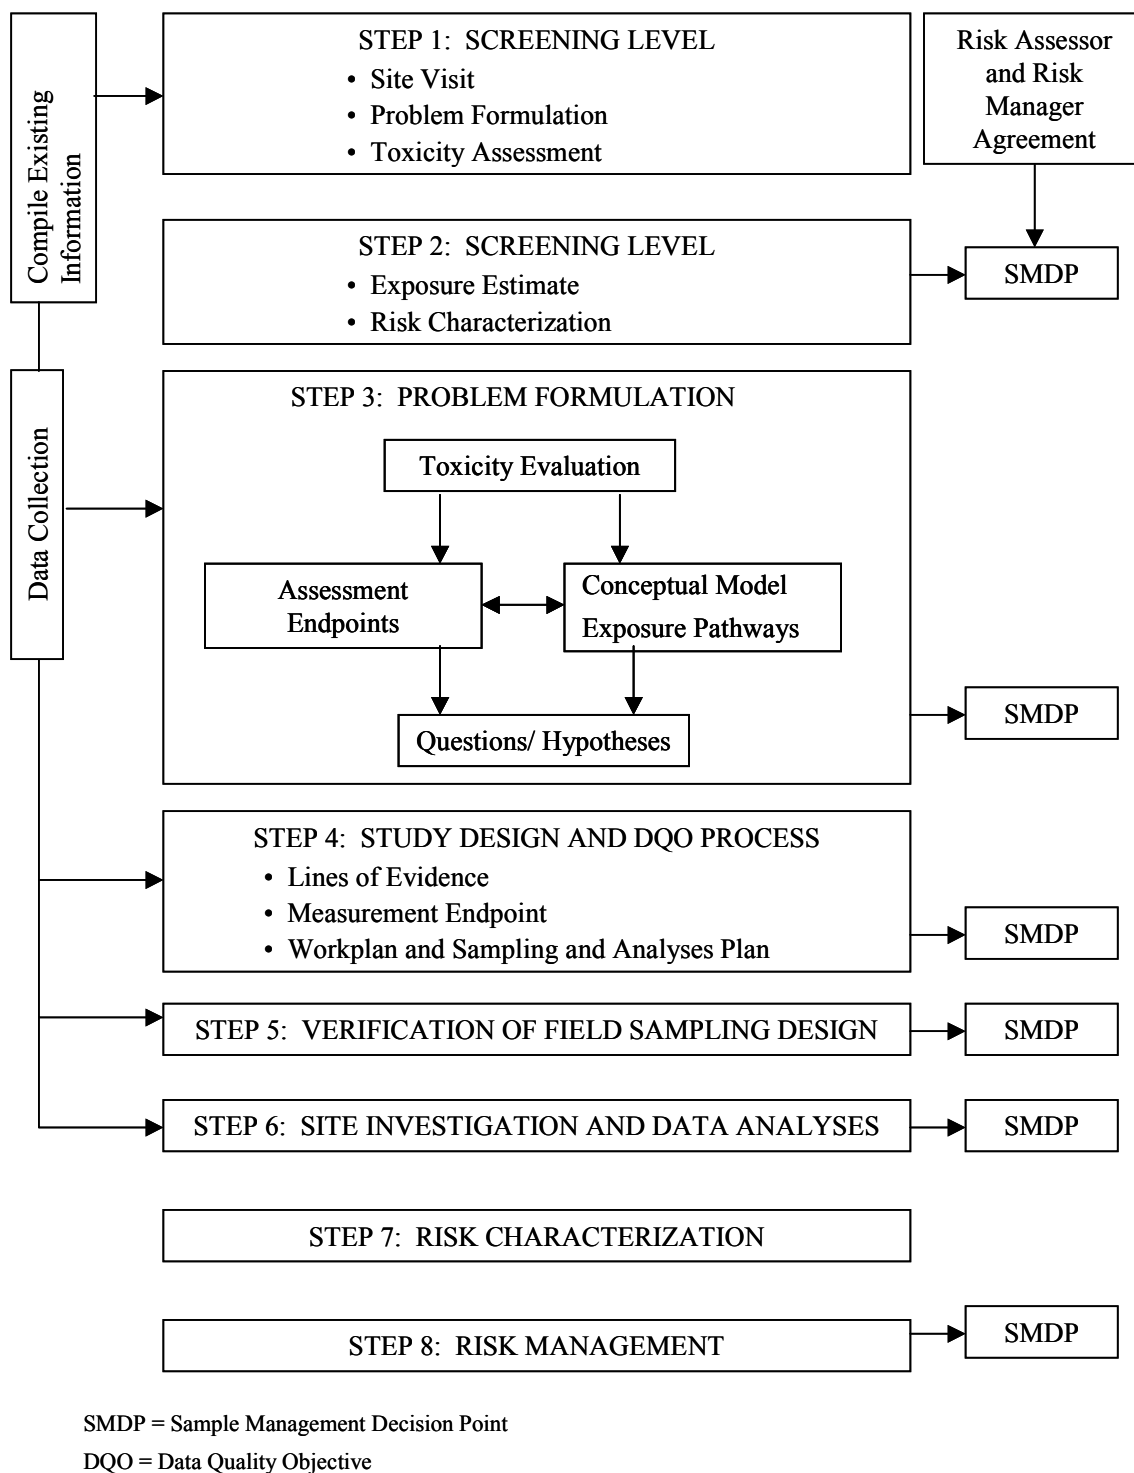 Compile Existing
Information
STEP 1: SCREENING LEVEL
• Site Visit
• Problem Formulation
• Toxicity Assessment
Risk Assessor
and Risk
Manager
Agreement
STEP 2: SCREENING LEVEL
• Exposure Estimate
• Risk Characterization
SMDP
Data Collection
STEP 3: PROBLEM FORMULATION
Toxicity Evaluation
Assessment
Endpoints
Conceptual Model
Exposure Pathways
Questions/ Hypotheses
SMDP
STEP 4: STUDY DESIGN AND DQO PROCESS
• Lines of Evidence
• Measurement Endpoint
• Workplan and Sampling and Analyses Plan
SMDP
STEP 5: VERIFICATION OF FIELD SAMPLING DESIGN
SMDP
STEP 6: SITE INVESTIGATION AND DATA ANALYSES
SMDP
STEP 7: RISK CHARACTERIZATION
STEP 8: RISK MANAGEMENT
SMDP
SMDP = Sample Management Decision Point
DQO = Data Quality Objective